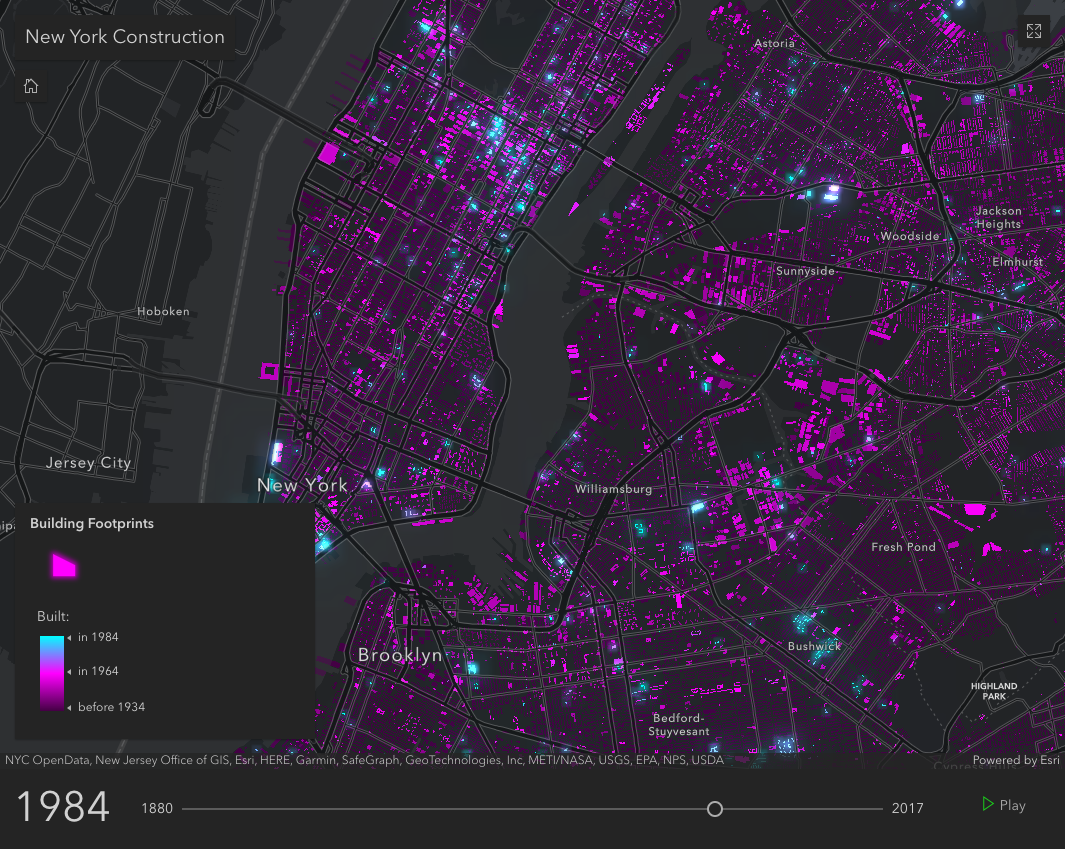 New York Construction
Astoria
Jackson
Heights
Woodside
Elmhurst
Sunnyside
Hoboken
Jersey City
New York
Williamsburg
Fresh Pond
Building Footprints
Built:
in 1984
in 1964
before 1934
Brooklyn
Bushwick
HIGHLAND
PARK
Bedford-
Stuyvesant
NYC OpenData, New Jersey Office of GIS, Esri, HERE, Garmin, SafeGraph, GeoTechnologies, Inc, METI/NASA, USGS, EPA, NPS, USDA
Powered by Esri
1984
1880
2017
Play